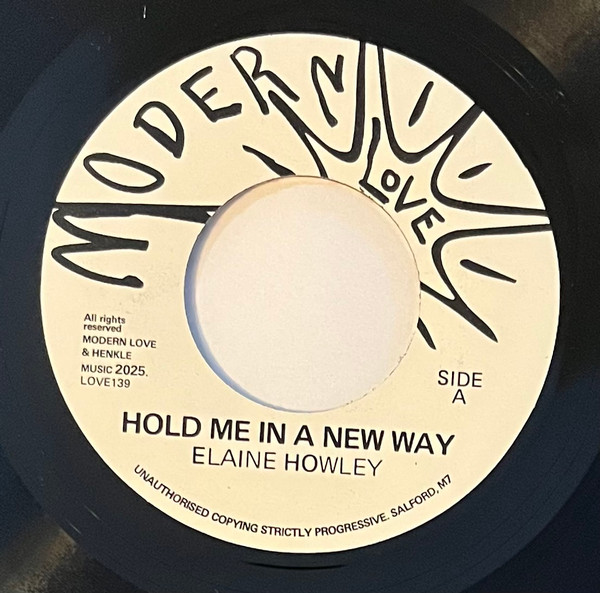 MODERN
LOVE
All rights
reserved
MODERN LOVE
& HENKLE
MUSIC 2025.
LOVE139
SIDE
A
HOLD ME IN A NEW WAY
ELAINE HOWLEY
UNAUTHORISED COPYING STRICTLY PROGRESSIVE. SALFORD, M7